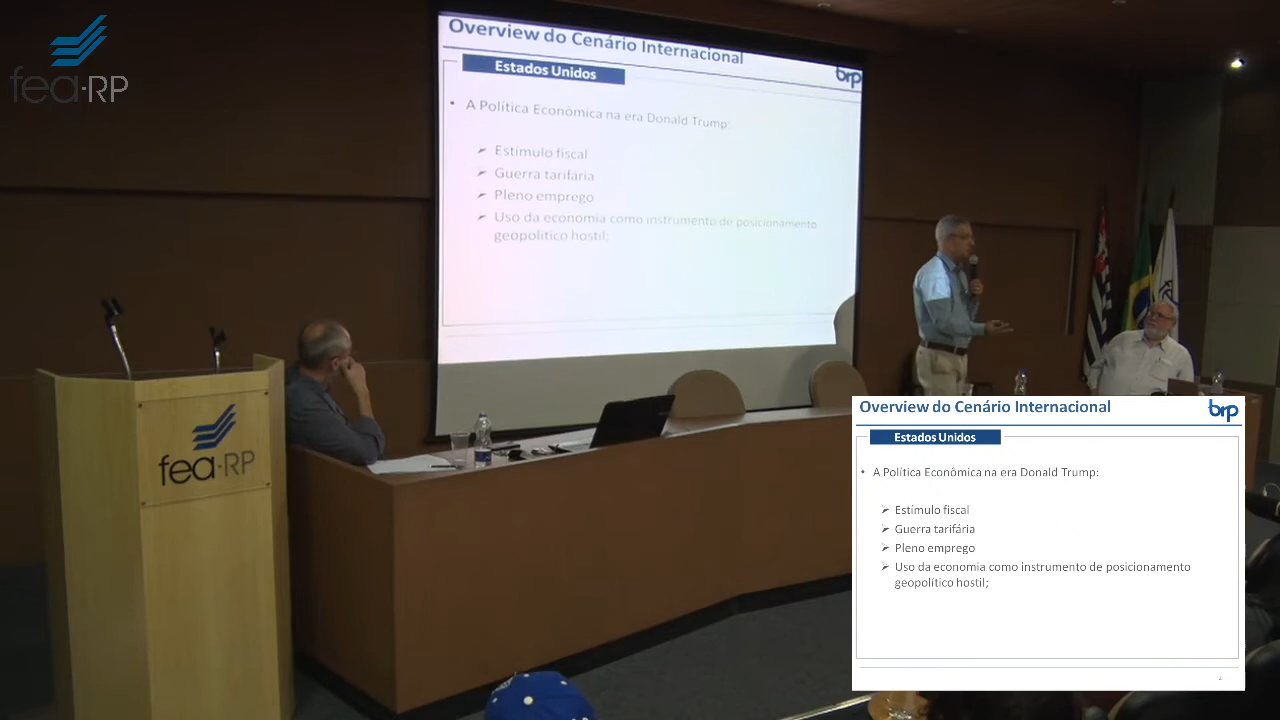 fea-RP
Overview do Cenário Internacional
brp
Estados Unidos
• A Política Econômica na era Donald Trump:
Estímulo fiscal
Guerra tarifária
Pleno emprego
Uso da economia como instrumento de posicionamento
geopolítico hostil;
fea-RP
Overview do Cenário Internacional
brp
Estados Unidos
• A Política Econômica na era Donald Trump:
➢ Estímulo fiscal
➢ Guerra tarifária
➢ Pleno emprego
➢ Uso da economia como instrumento de posicionamento
geopolítico hostil;